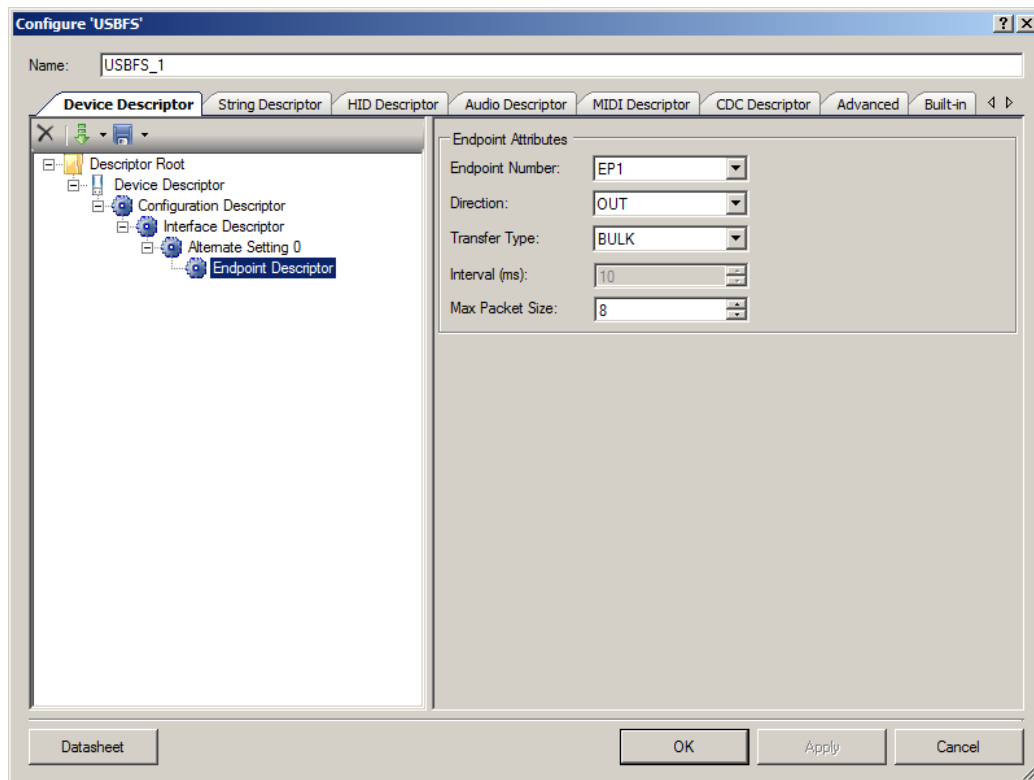 Configure 'USBFS'
Name: USBFS_1
Device Descriptor String Descriptor HID Descriptor Audio Descriptor MIDI Descriptor CDC Descriptor Advanced Built-in
Descriptor Root
Device Descriptor
Configuration Descriptor
Interface Descriptor
Alternate Setting 0
Endpoint Descriptor
Endpoint Attributes
Endpoint Number: EP1
Direction: OUT
Transfer Type: BULK
Interval (ms): 10
Max Packet Size: 8
Datasheet OK Apply Cancel